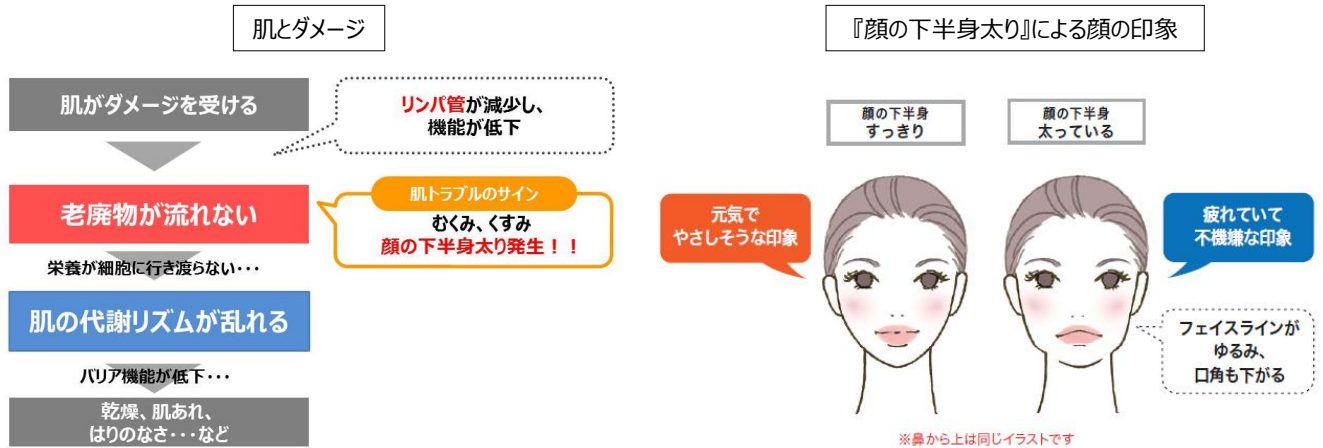 肌とダメージ
肌がダメージを受ける
リンパ管が減少し、
機能が低下
老廃物が流れない
肌トラブルのサイン
むくみ、くすみ
顔の下半身太り発生！！
栄養が細胞に行き渡らない・・・
肌の代謝リズムが乱れる
バリア機能が低下・・・
乾燥、肌あれ、
はりのなさ・・・など
『顔の下半身太り』による顔の印象
顔の下半身
すっきり
顔の下半身
太っている
元気で
やさしそうな印象
疲れていて
不機嫌な印象
フェイスラインが
ゆるみ、
口角も下がる
※鼻から上は同じイラストです